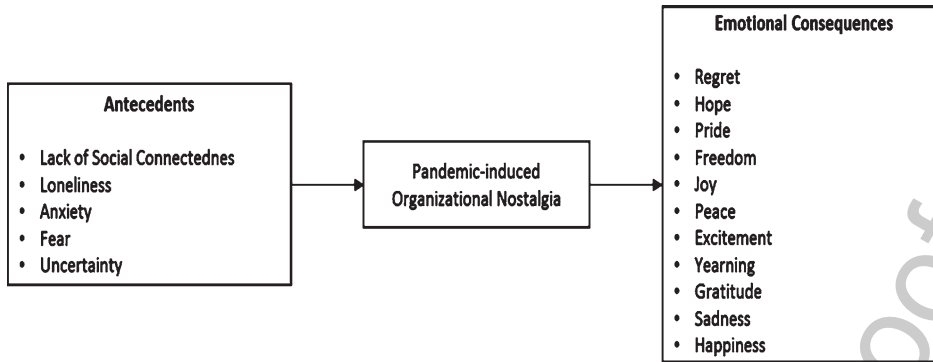 Antecedents
• Lack of Social Connectednes
• Loneliness
• Anxiety
• Fear
• Uncertainty
Pandemic-induced
Organizational Nostalgia
Emotional Consequences
• Regret
• Hope
• Pride
• Freedom
• Joy
• Peace
• Excitement
• Yearning
• Gratitude
• Sadness
• Happiness